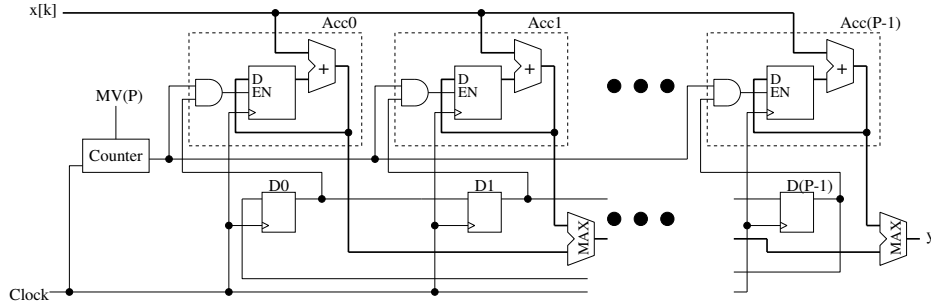 x[k]
Acc0
Acc1
Acc(P-1)
+
+
+
D
EN
D
EN
D
EN
MV(P)
Counter
D0
D1
D(P-1)
MAX
MAX
y
Clock